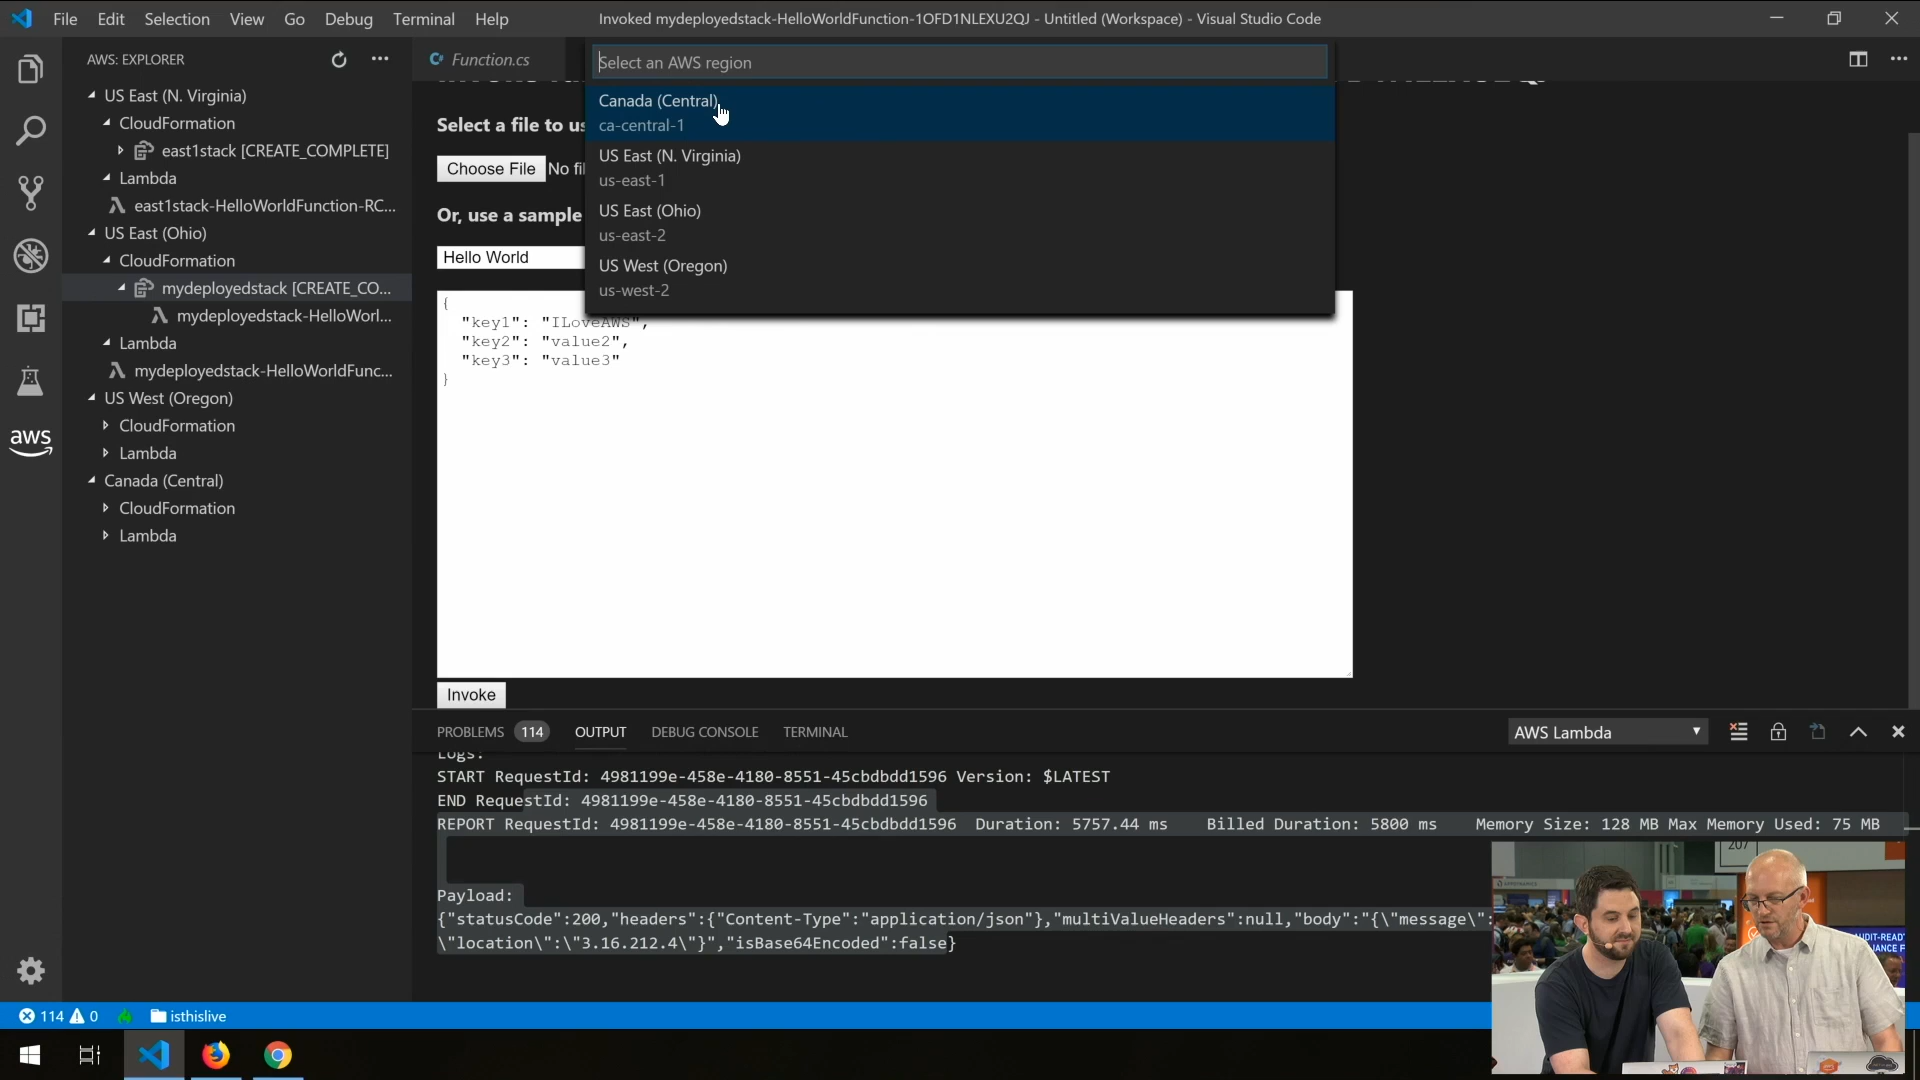 File Edit Selection View Go Debug Terminal Help
Invoked mydeployedstack-HelloWorldFunction-1OFD1NLEXU2QJ - Untitled (Workspace) - Visual Studio Code
AWS: EXPLORER
US East (N. Virginia)
CloudFormation
east1stack [CREATE_COMPLETE]
Lambda
east1stack-HelloWorldFunction-RC...
US East (Ohio)
CloudFormation
mydeployedstack [CREATE_CO...
mydeployedstack-HelloWorl...
Lambda
mydeployedstack-HelloWorldFunc...
US West (Oregon)
CloudFormation
Lambda
Canada (Central)
CloudFormation
Lambda
aws
Function.cs
Select an AWS region
Canada (Central)
ca-central-1
US East (N. Virginia)
us-east-1
US East (Ohio)
us-east-2
US West (Oregon)
us-west-2
Select a file to
Choose File No
Or, use a sample
Hello World
{
"key1": "ILoveAWS",
"key2": "value2",
"key3": "value3"
}
Invoke
PROBLEMS 114 OUTPUT DEBUG CONSOLE TERMINAL
AWS Lambda
Logs:
START RequestId: 4981199e-458e-4180-8551-45cbdbdd1596 Version: $LATEST
END RequestId: 4981199e-458e-4180-8551-45cbdbdd1596
REPORT RequestId: 4981199e-458e-4180-8551-45cbdbdd1596 Duration: 5757.44 ms Billed Duration: 5800 ms Memory Size: 128 MB Max Memory Used: 75 MB
Payload:
{"statusCode":200,"headers":{"Content-Type":"application/json"},"multiValueHeaders":null,"body":"{\"message\":
\"location\":\"3.16.212.4\"}","isBase64Encoded":false}
207
114 0 isthislive